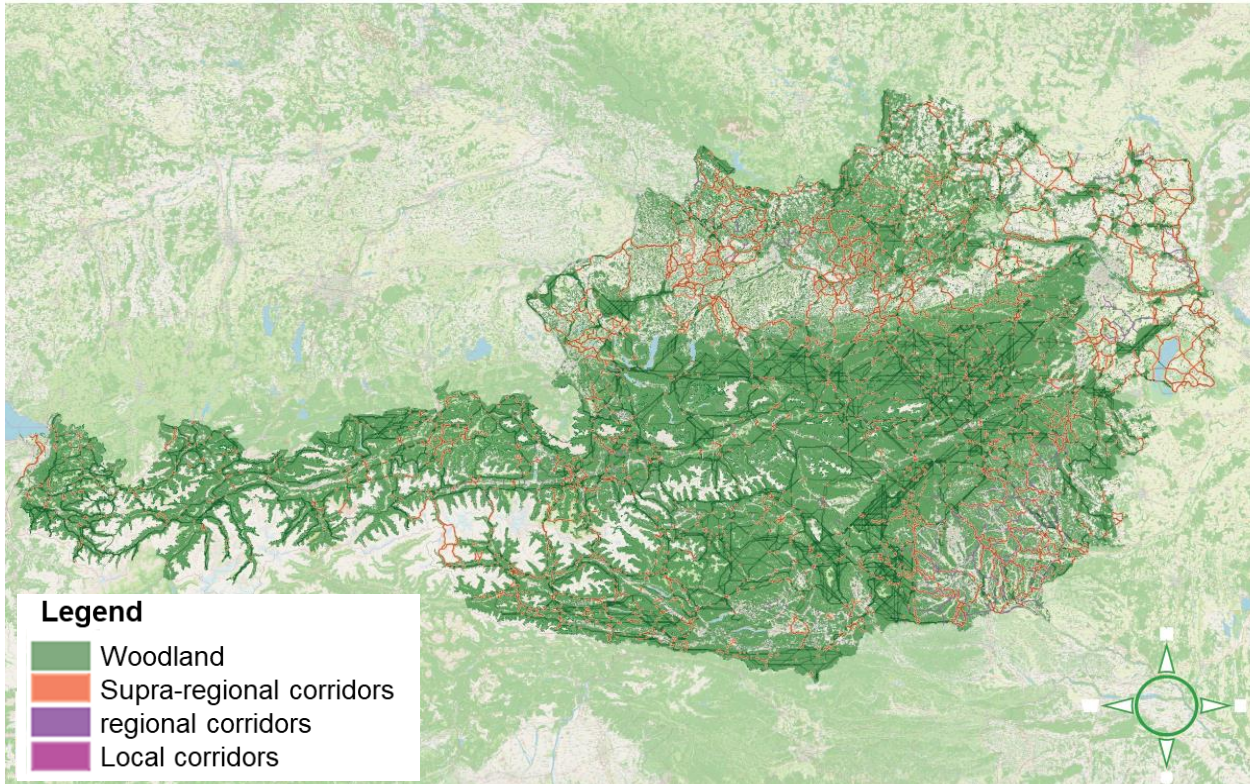 Legend
Woodland
Supra-regional corridors
regional corridors
Local corridors